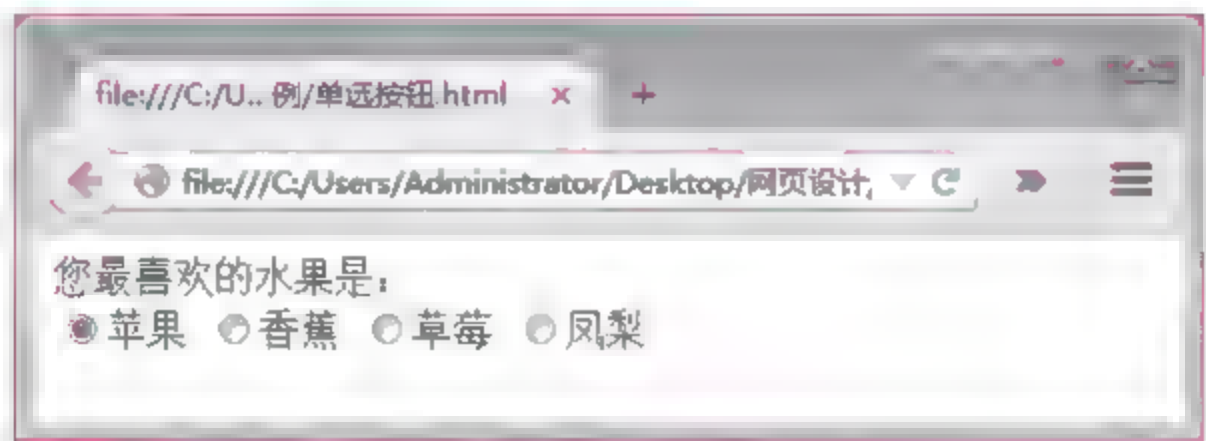 file:///C:/U.. 例/单选按钮.html × +
file:///C:/Users/Administrator/Desktop/网页设计,
您最喜欢的水果是:
苹果 香蕉 草莓 凤梨